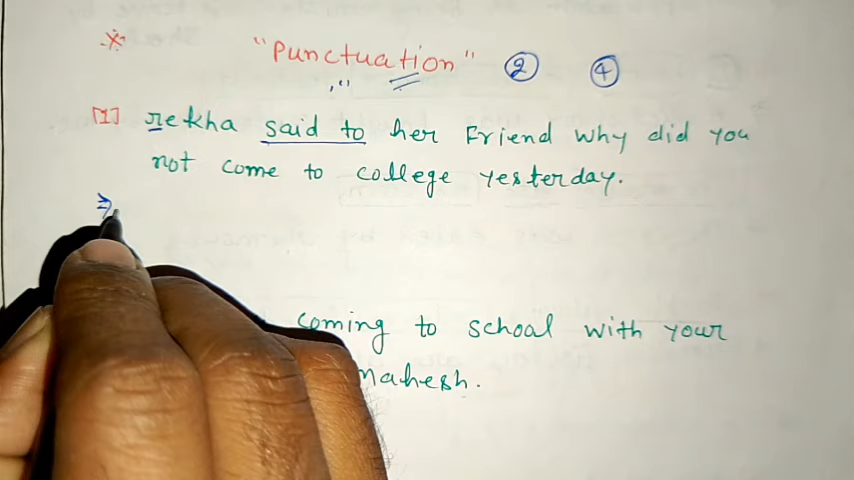 * "Punctuation" ② ④
, " "
[1] rekha said to her Friend why did you
not come to college yesterday.
⇒
coming to school with your
mahesh.